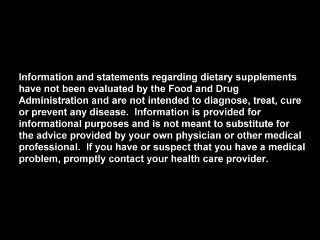 Information and statements regarding dietary supplements
have not been evaluated by the Food and Drug
Administration and are not intended to diagnose, treat, cure
or prevent any disease.  Information is provided for
informational purposes and is not meant to substitute for
the advice provided by your own physician or other medical
professional.  If you have or suspect that you have a medical
problem, promptly contact your health care provider.